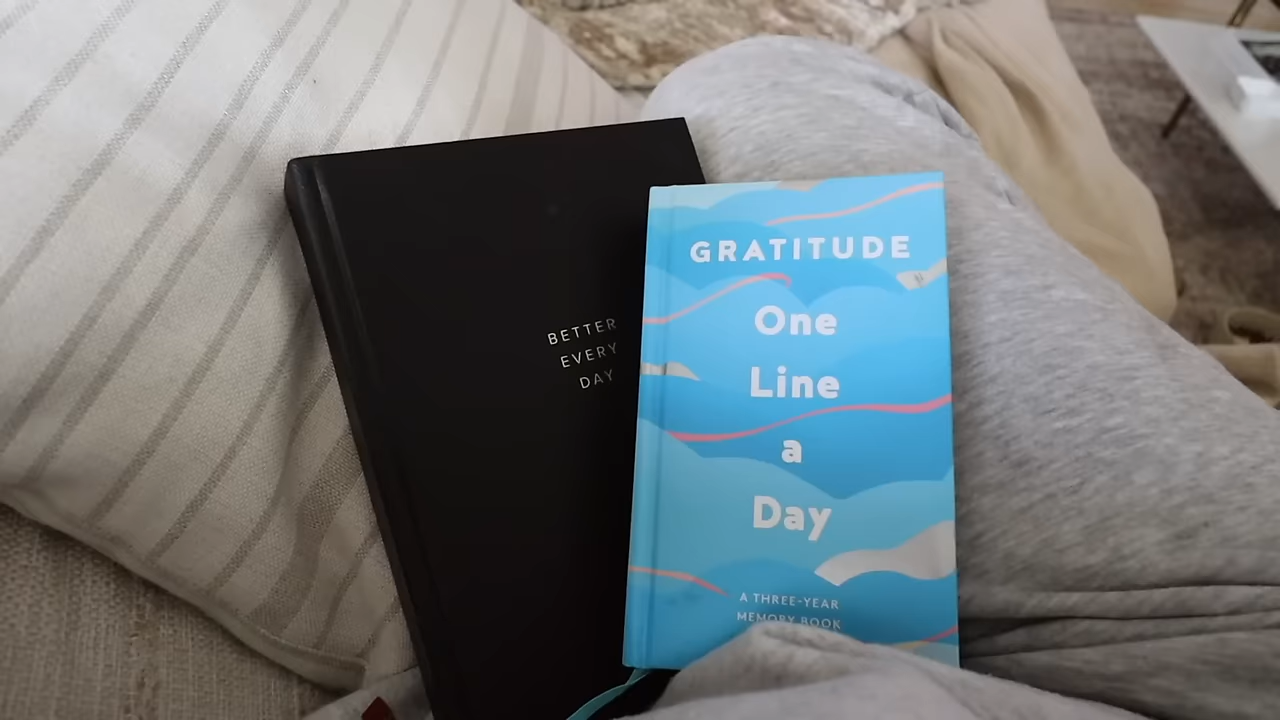 BETTER
EVERY
DAY
GRATITUDE
One
Line
a
Day
A THREE-YEAR
MEMORY BOOK